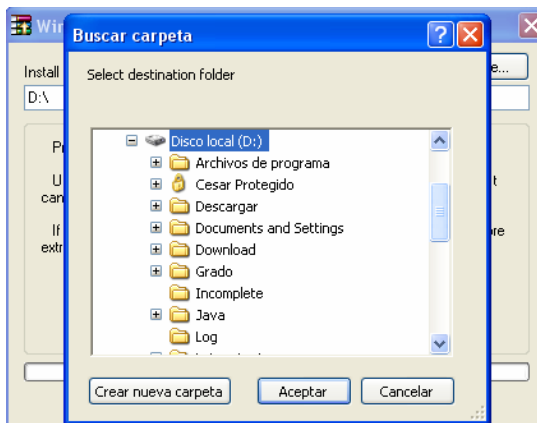 Win
Buscar carpeta
Install
e...
Select destination folder
D:\
Disco local (D:)
Archivos de programa
Cesar Protegido
Descargar
Documents and Settings
Download
Grado
Incomplete
Java
Log
Crear nueva carpeta
Aceptar
Cancelar